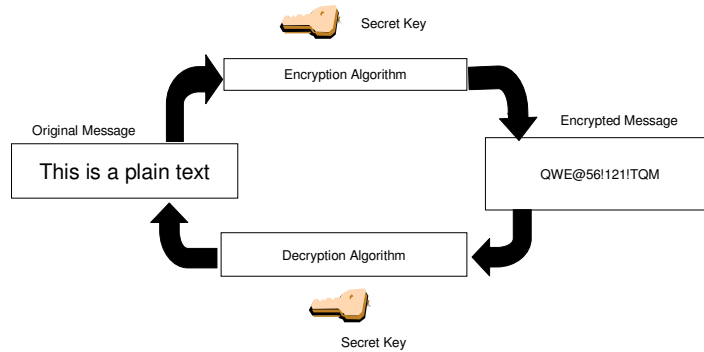 Secret Key
Encryption Algorithm
Original Message
Encrypted Message
This is a plain text
QWE@56!121!TQM
Decryption Algorithm
Secret Key